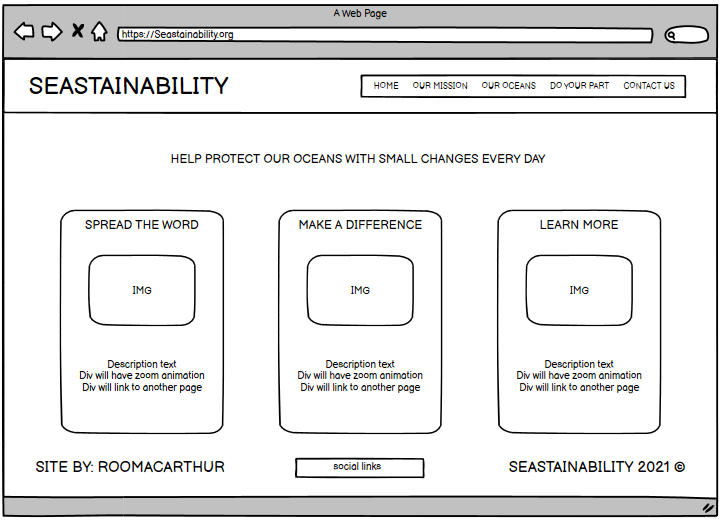 A Web Page
https://Seastainability.org
SEASTAINABILITY
HOME OUR MISSION OUR OCEANS DO YOUR PART CONTACT US
HELP PROTECT OUR OCEANS WITH SMALL CHANGES EVERY DAY
SPREAD THE WORD
IMG
Description text
Div will have zoom animation
Div will link to another page
MAKE A DIFFERENCE
IMG
Description text
Div will have zoom animation
Div will link to another page
LEARN MORE
IMG
Description text
Div will have zoom animation
Div will link to another page
SITE BY: ROOMACARTHUR
social links
SEASTAINABILITY 2021 ©